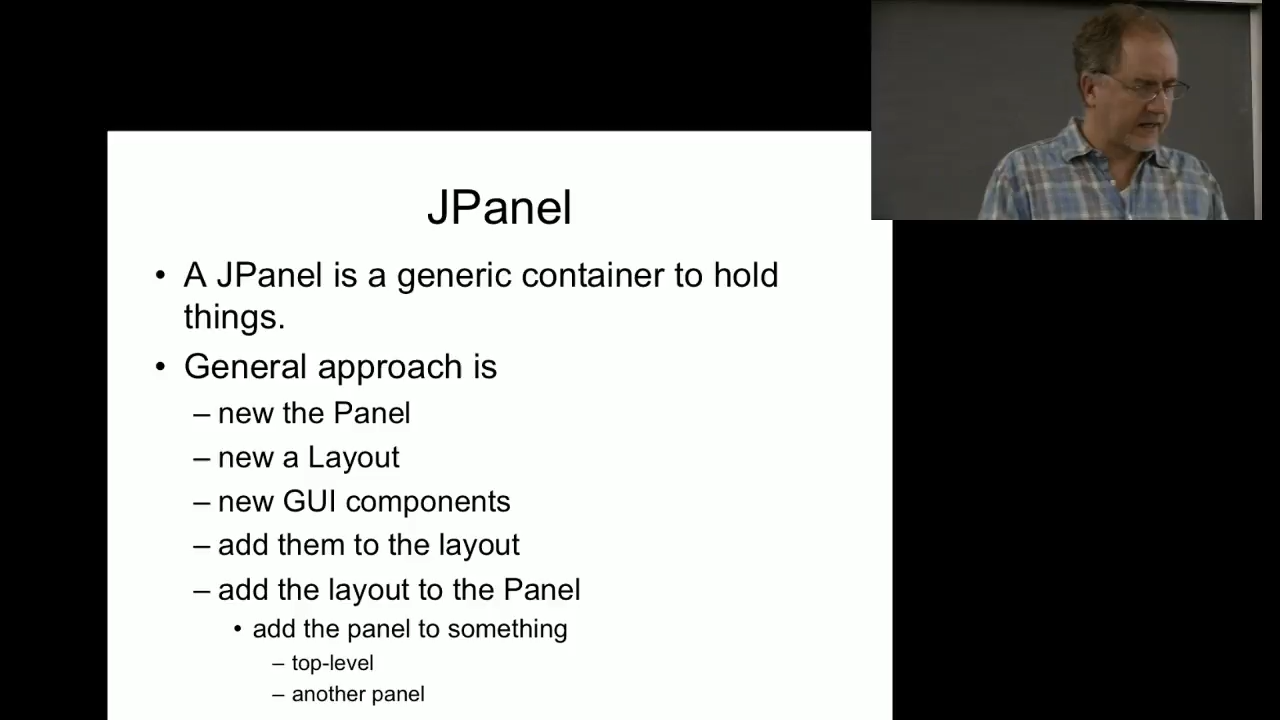 JPanel
• A JPanel is a generic container to hold
things.
• General approach is
– new the Panel
– new a Layout
– new GUI components
– add them to the layout
– add the layout to the Panel
• add the panel to something
– top-level
– another panel